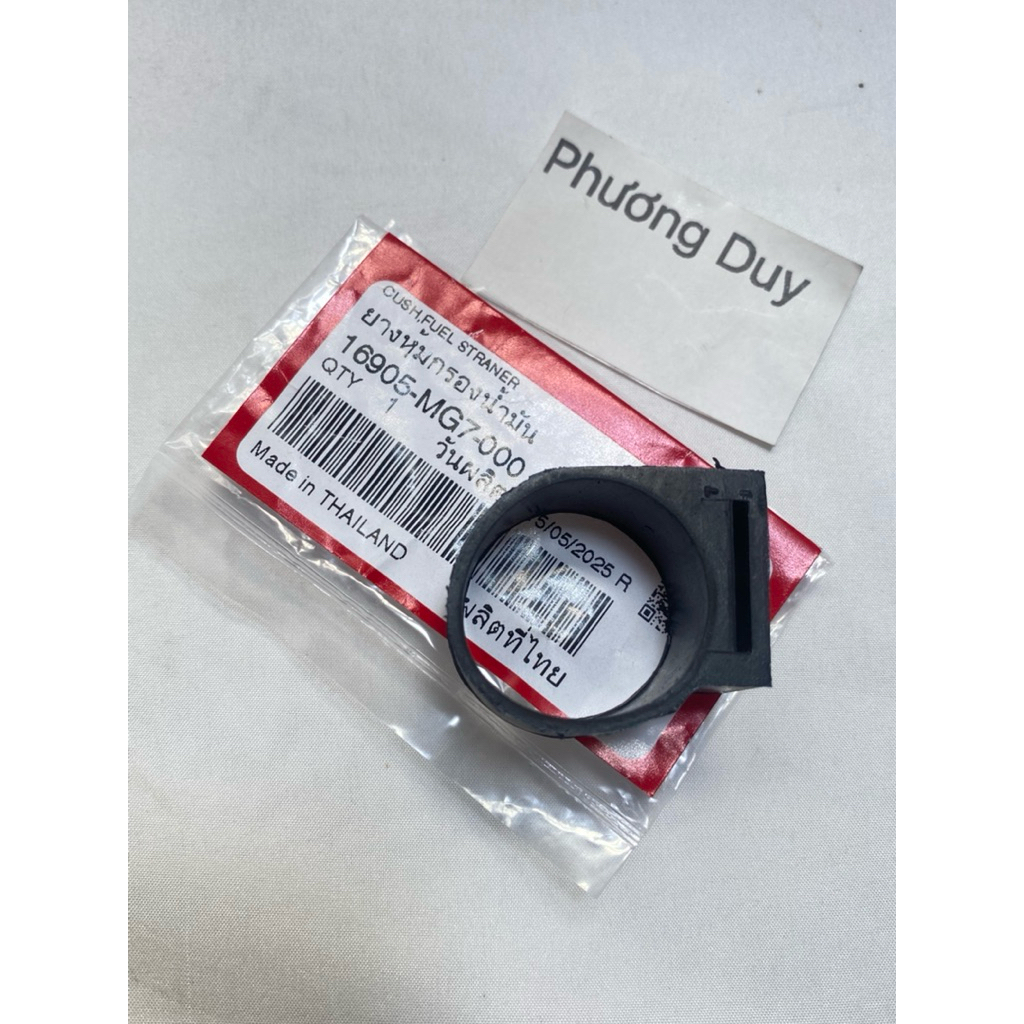 Phương Duy
CUSH,FUEL STRANER
ยางหุ้มกรองน้ำมัน
16905-MG7-000
QTY 1 วันผลิต
5/05/2025 R
Made in THAILAND
ผลิตที่ไทย